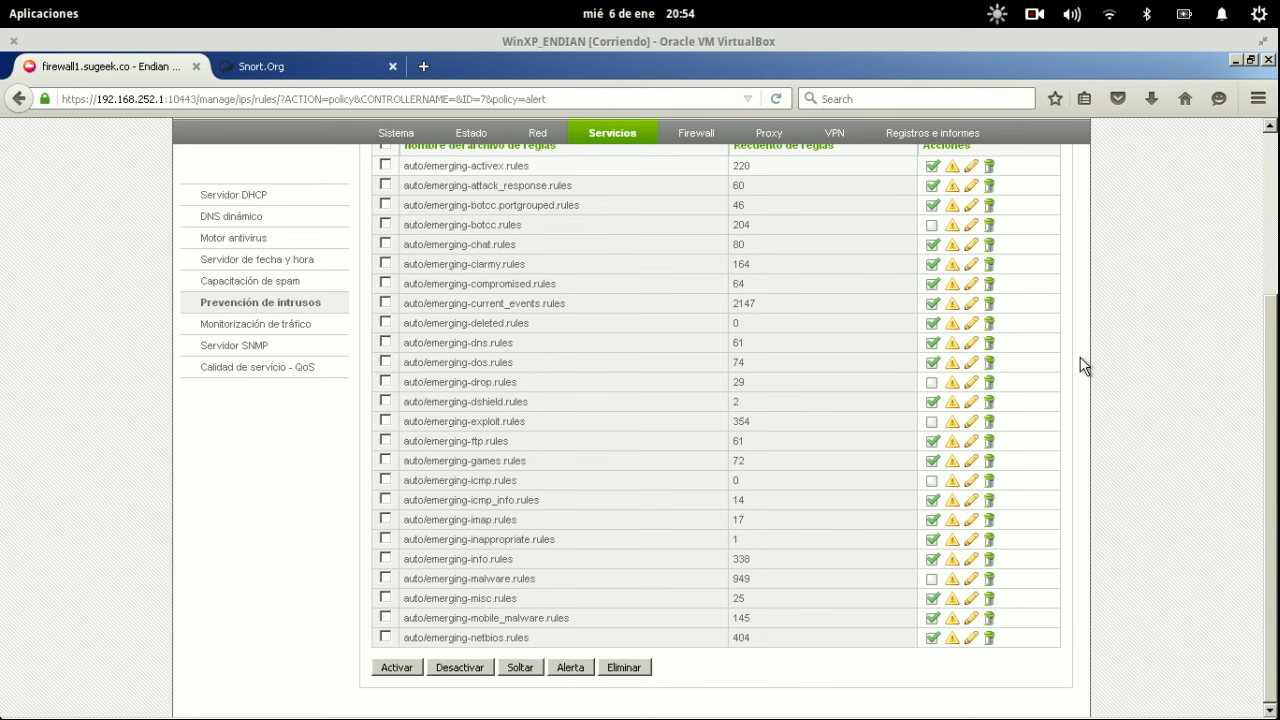 Aplicaciones mié 6 de ene 20:54
WinXP_ENDIAN [Corriendo] - Oracle VM VirtualBox
firewall1.sugeek.co - Endian ... Snort.Org
https://192.168.252.1:10443/manage/ips/rules/?ACTION=policy&CONTROLLERNAME=&ID=7&policy=alert Search
Sistema Estado Red Servicios Firewall Proxy VPN Registros e informes
Servidor DHCP
DNS dinámico
Motor antivirus
Servidor de fecha y hora
Capacitación de spam
Prevención de intrusos
Monitorización de tráfico
Servidor SNMP
Calidad de servicio - QoS
Nombre del archivo de reglas Recuento de reglas Acciones
auto/emerging-activex.rules 220
auto/emerging-attack_response.rules 60
auto/emerging-botcc.portgrouped.rules 46
auto/emerging-botcc.rules 204
auto/emerging-chat.rules 80
auto/emerging-ciarmy.rules 164
auto/emerging-compromised.rules 64
auto/emerging-current_events.rules 2147
auto/emerging-deleted.rules 0
auto/emerging-dns.rules 61
auto/emerging-dos.rules 74
auto/emerging-drop.rules 29
auto/emerging-dshield.rules 2
auto/emerging-exploit.rules 354
auto/emerging-ftp.rules 61
auto/emerging-games.rules 72
auto/emerging-icmp.rules 0
auto/emerging-icmp_info.rules 14
auto/emerging-imap.rules 17
auto/emerging-inappropriate.rules 1
auto/emerging-info.rules 338
auto/emerging-malware.rules 949
auto/emerging-misc.rules 25
auto/emerging-mobile_malware.rules 145
auto/emerging-netbios.rules 404
Activar Desactivar Soltar Alerta Eliminar